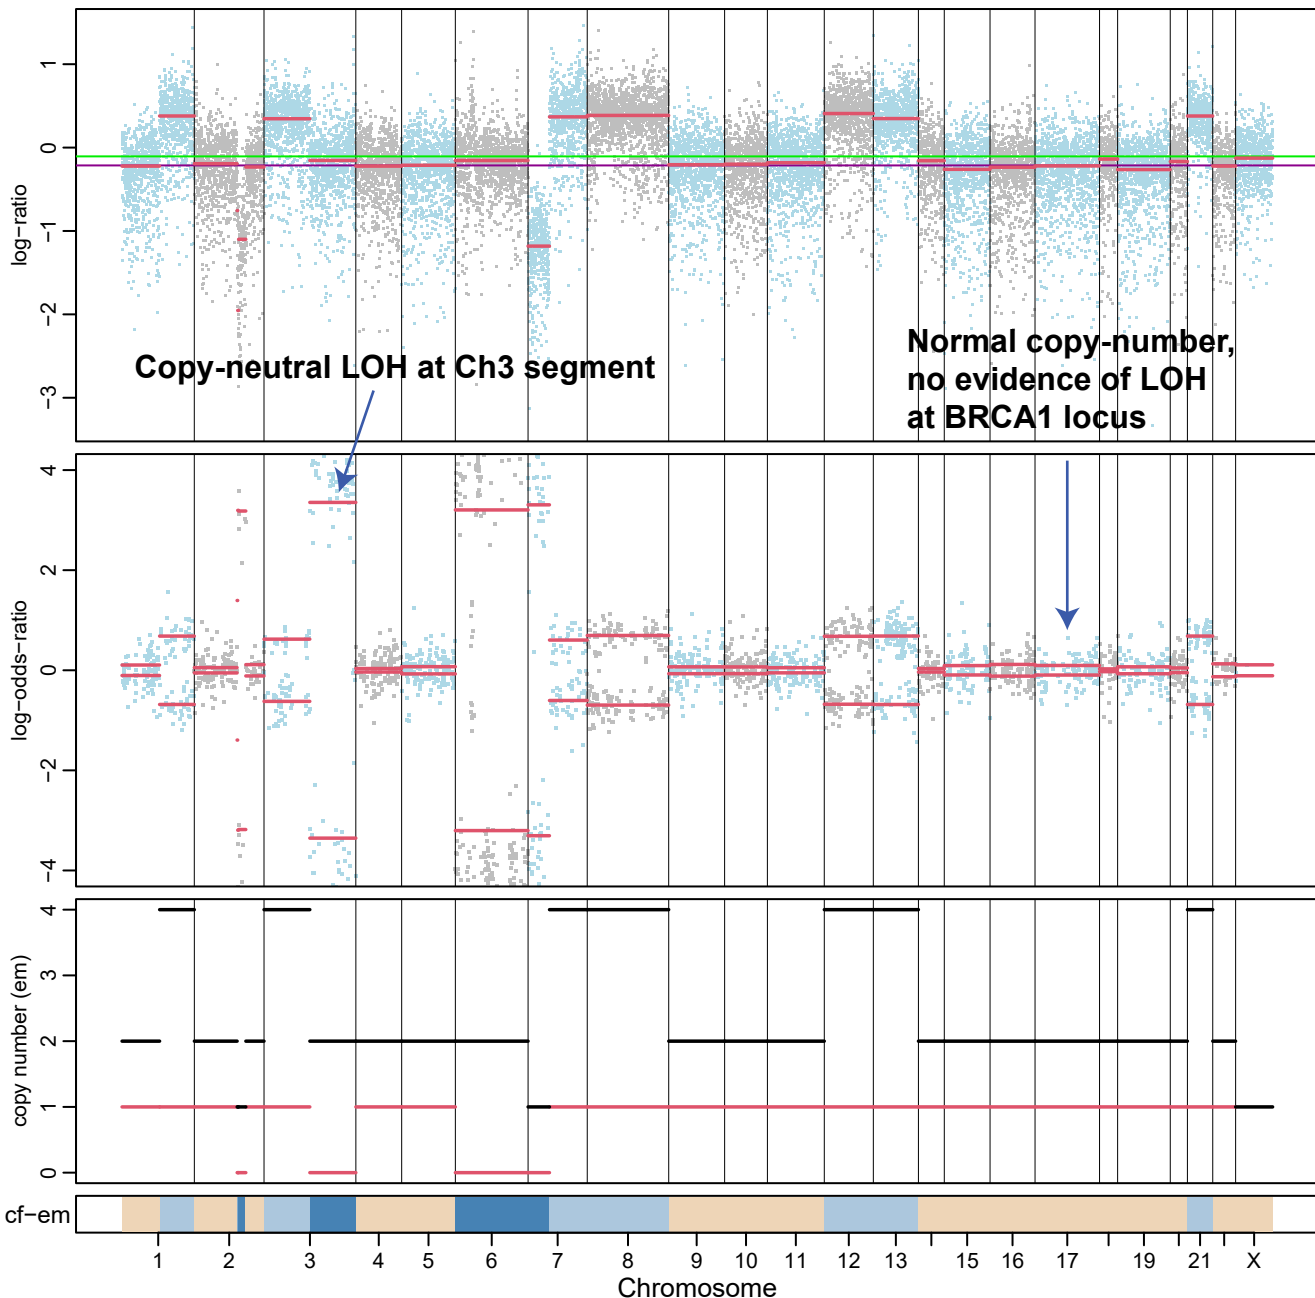 1
0
−1
−2
−3
log−ratio
Copy-neutral LOH at Ch3 segment
Normal copy-number,
no evidence of LOH
at BRCA1 locus
4
2
0
−2
−4
log−odds−ratio
4
3
2
1
0
copy number (em)
cf−em
1 2 3 4 5 6 7 8 9 10 11 12 13 15 16 17 19 21 X
Chromosome